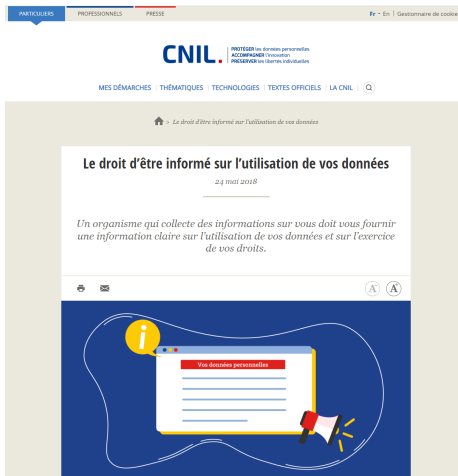 PARTICULIERS PROFESSIONNELS PRESSE Fr - En | Gestionnaire de cookie
CNIL.
PROTÉGER les données personnelles
ACCOMPAGNER l'innovation
PRÉSERVER les libertés individuelles
MES DÉMARCHES | THÉMATIQUES | TECHNOLOGIES | TEXTES OFFICIELS | LA CNIL |
> Le droit d'être informé sur l'utilisation de vos données
Le droit d'être informé sur l'utilisation de vos données
24 mai 2018
Un organisme qui collecte des informations sur vous doit vous fournir
une information claire sur l'utilisation de vos données et sur l'exercice
de vos droits.
A A
i
Vos données personnelles